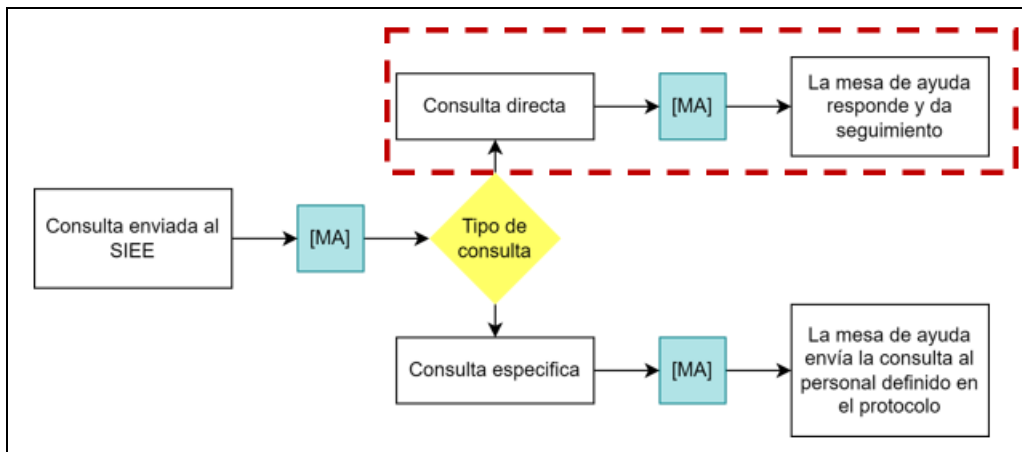 Consulta directa
[MA]
La mesa de ayuda
responde y da
seguimiento
Consulta enviada al
SIEE
[MA]
Tipo de
consulta
Consulta especifica
[MA]
La mesa de ayuda
envía la consulta al
personal definido en
el protocolo